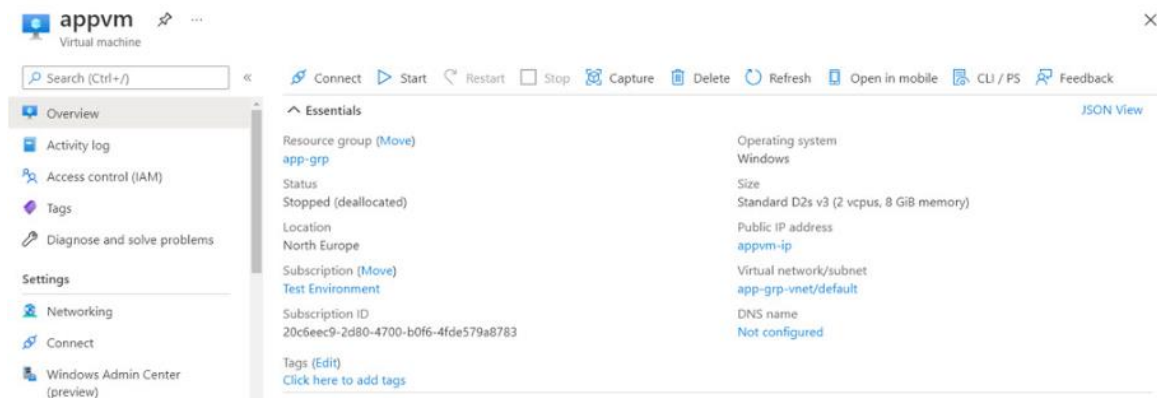 appvm
Virtual machine
Search (Ctrl+/)
Overview
Activity log
Access control (IAM)
Tags
Diagnose and solve problems
Settings
Networking
Connect
Windows Admin Center
(preview)
Connect Start Restart Stop Capture Delete Refresh Open in mobile CLI / PS Feedback
Essentials
JSON View
Resource group (Move)
app-grp
Status
Stopped (deallocated)
Location
North Europe
Subscription (Move)
Test Environment
Subscription ID
20c6eec9-2d80-4700-b0f6-4fde579a8783
Operating system
Windows
Size
Standard D2s v3 (2 vcpus, 8 GiB memory)
Public IP address
appvm-ip
Virtual network/subnet
app-grp-vnet/default
DNS name
Not configured
Tags (Edit)
Click here to add tags